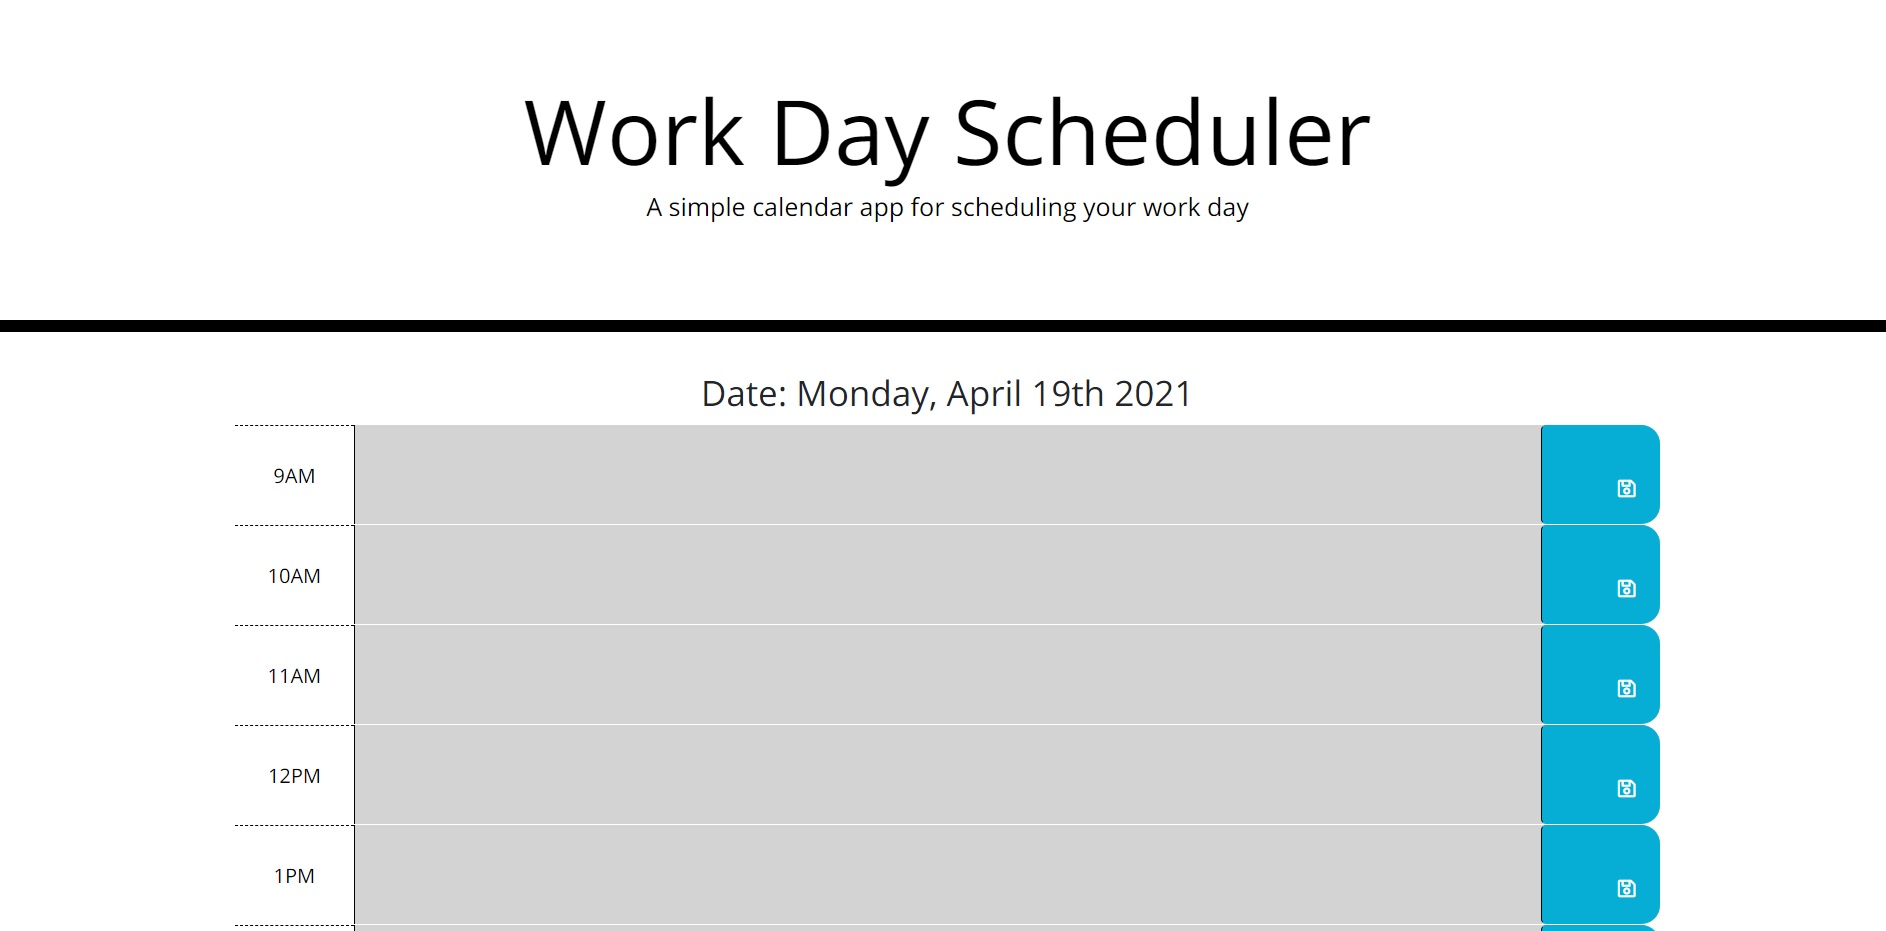 Work Day Scheduler
A simple calendar app for scheduling your work day
Date: Monday, April 19th 2021
9AM
10AM
11AM
12PM
1PM